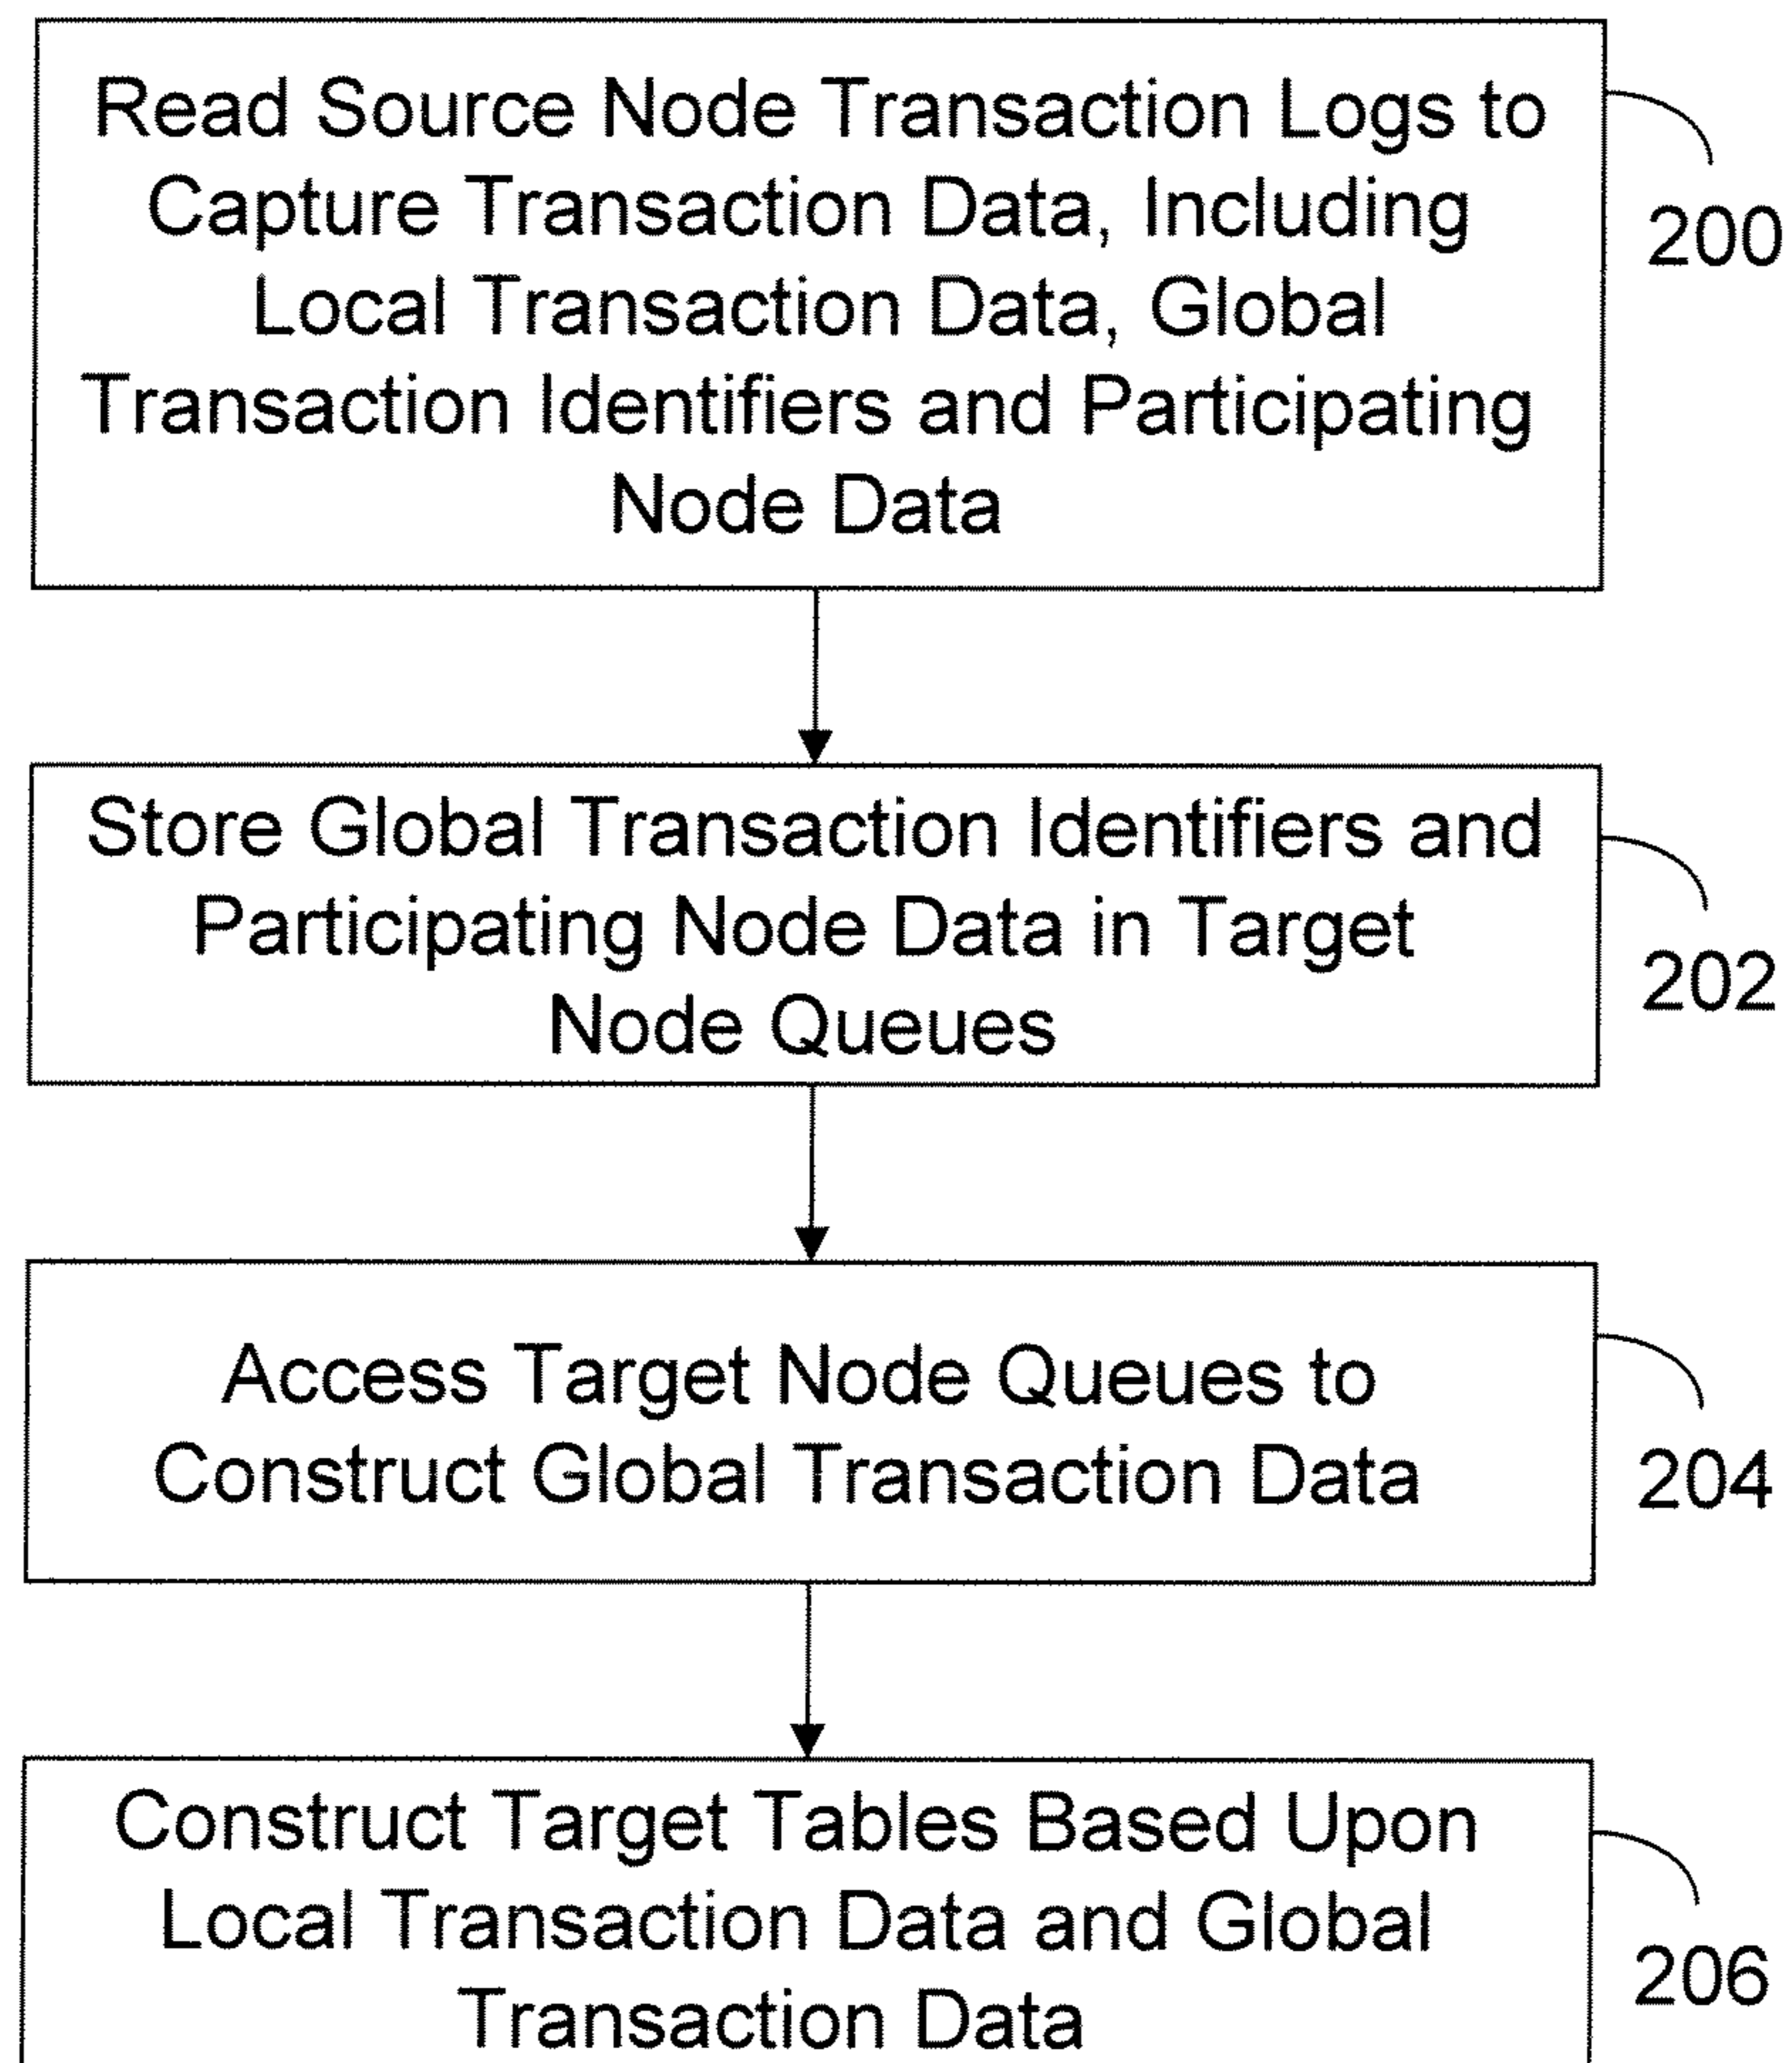 Read Source Node Transaction Logs to
Capture Transaction Data, Including
Local Transaction Data, Global
Transaction Identifiers and Participating
Node Data
200
Store Global Transaction Identifiers and
Participating Node Data in Target
Node Queues
202
Access Target Node Queues to
Construct Global Transaction Data
204
Construct Target Tables Based Upon
Local Transaction Data and Global
Transaction Data
206